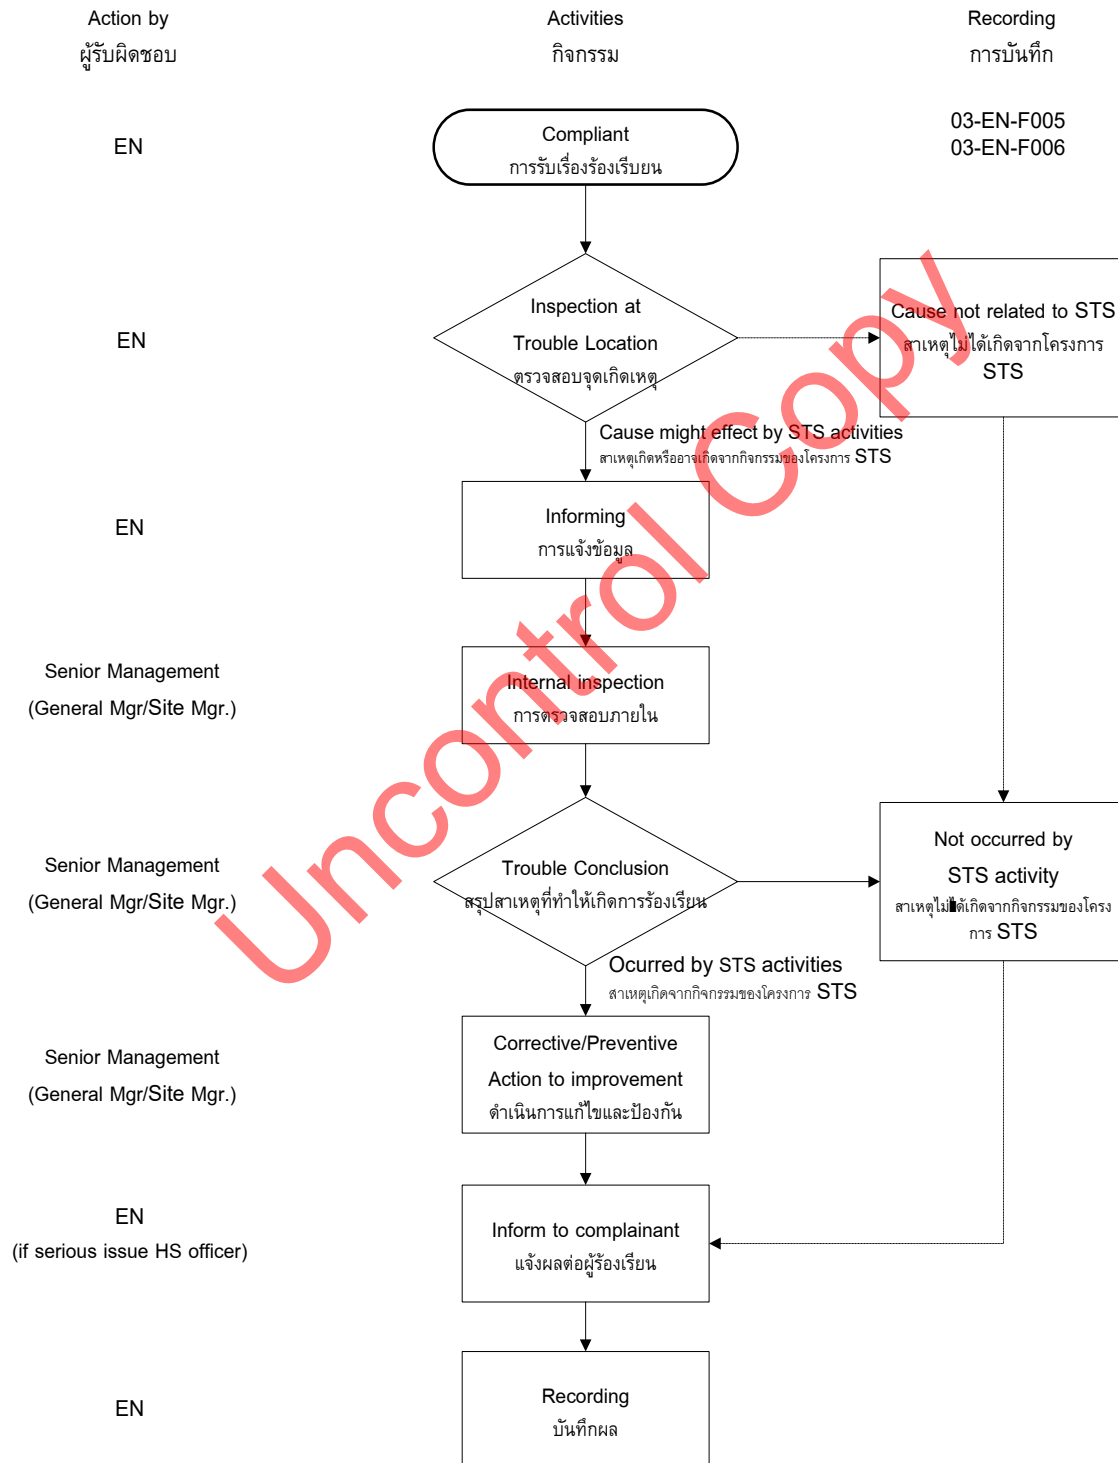 Action by
ผู้รับผิดชอบ
Activities
กิจกรรม
Recording
การบันทึก
EN
Compliant
การรับเรื่องร้องเรีบยน
03-EN-F005
03-EN-F006
EN
Inspection at
Trouble Location
ตรวจสอบจุดเกิดเหตุ
Cause not related to STS
สาเหตุไม่ได้เกิดจากโครงการ
STS
Cause might effect by STS activities
สาเหตุเกิดหรืออาจเกิดจากกิจกรรมของโครงการ STS
EN
Informing
การแจ้งข้อมูล
Senior Management
(General Mgr/Site Mgr.)
Internal inspection
การตรวจสอบภายใน
Senior Management
(General Mgr/Site Mgr.)
Trouble Conclusion
สรุปสาเหตุที่ทำให้เกิดการร้องเรียน
Not occurred by
STS activity
สาเหตุไม่ได้เกิดจากกิจกรรมของโครง
การ STS
Ocurred by STS activities
สาเหตุเกิดจากกิจกรรมของโครงการ STS
Senior Management
(General Mgr/Site Mgr.)
Corrective/Preventive
Action to improvement
ดำเนินการแก้ไขและป้องกัน
EN
(if serious issue HS officer)
Inform to complainant
แจ้งผลต่อผู้ร้องเรียน
EN
Recording
บันทึกผล
Uncontrol Copy